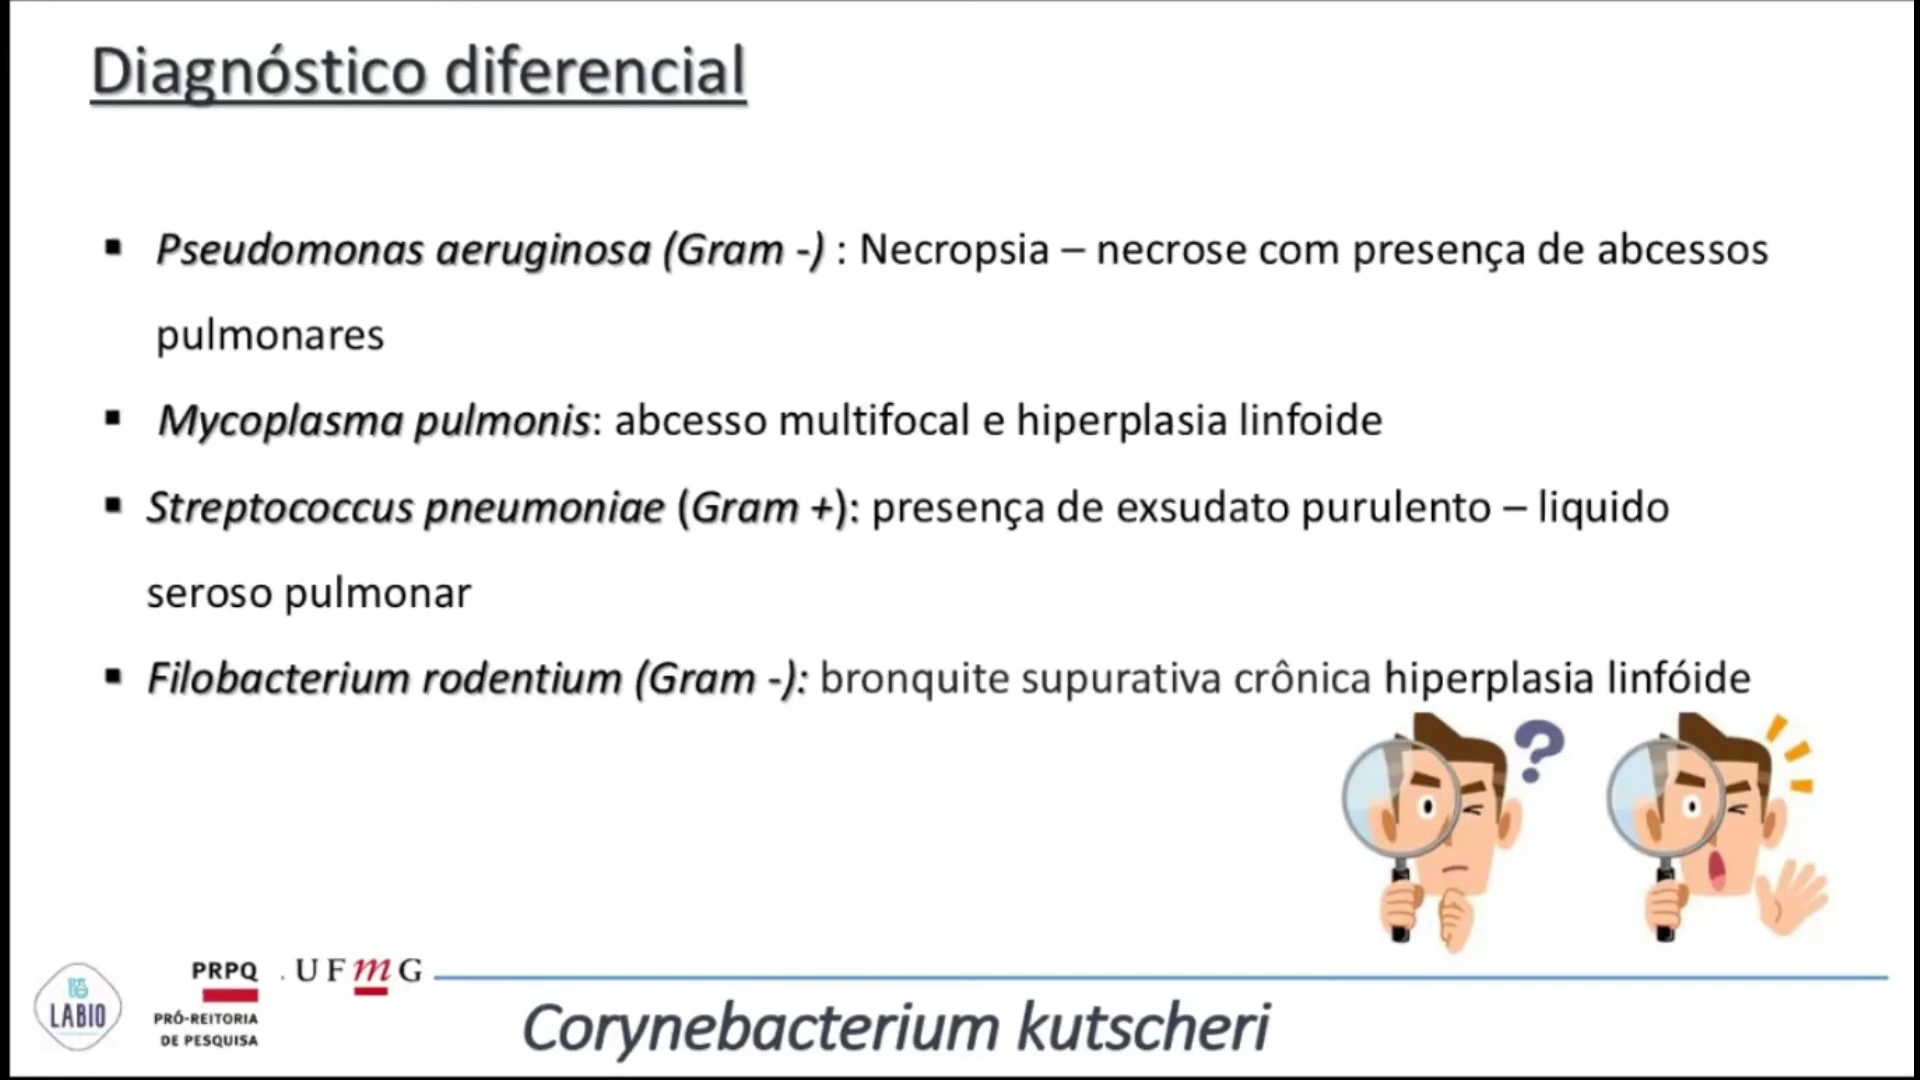 Diagnóstico diferencial
▪ Pseudomonas aeruginosa (Gram -) : Necropsia – necrose com presença de abcessos
pulmonares
▪ Mycoplasma pulmonis: abcesso multifocal e hiperplasia linfoide
▪ Streptococcus pneumoniae (Gram +): presença de exsudato purulento – liquido
seroso pulmonar
▪ Filobacterium rodentium (Gram -): bronquite supurativa crônica hiperplasia linfóide
?
LABIO
PRPQ
PRÓ-REITORIA
DE PESQUISA
UFmG
Corynebacterium kutscheri